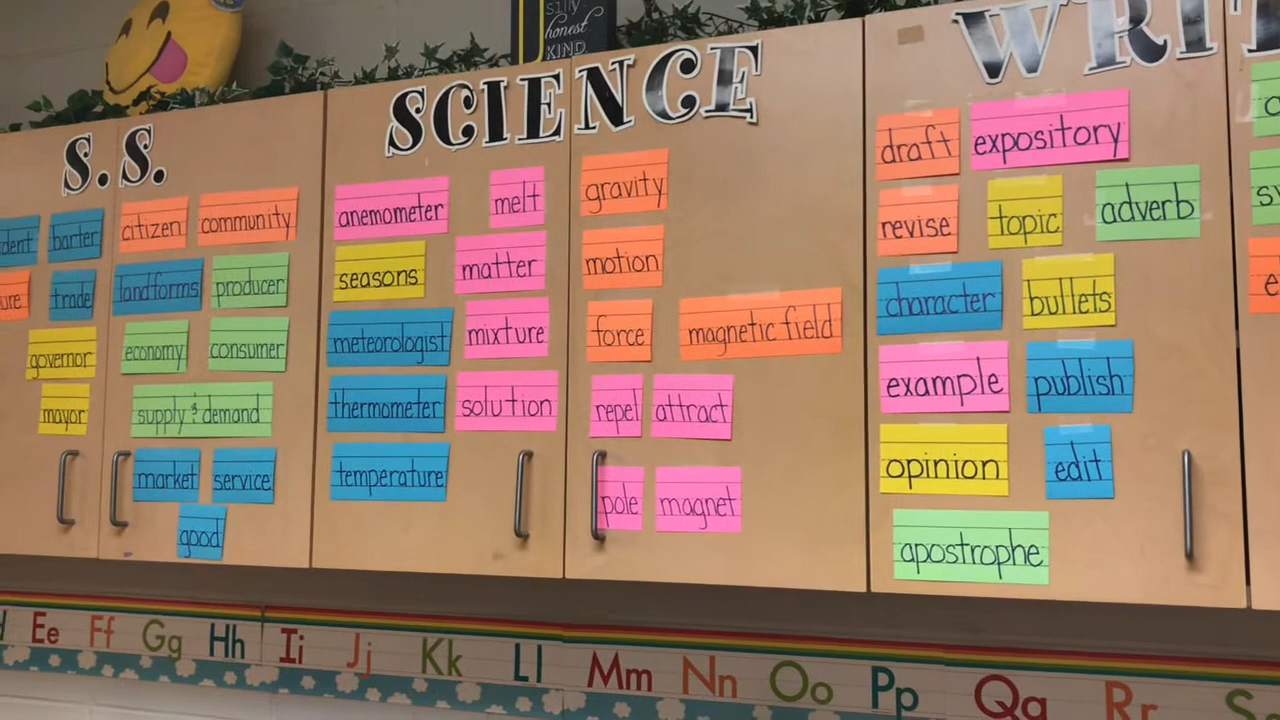 silly
honest
KIND
S.S.
barter
citizen
community
trade
landforms
producer
governor
economy
consumer
mayor
supply & demand
market
service
good
SCIENCE
anemometer
melt
seasons
matter
meteorologist
mixture
thermometer
solution
temperature
gravity
motion
force
magnetic field
repel
attract
pole
magnet
draft
expository
revise
topic
adverb
character
bullets
example
publish
opinion
edit
apostrophe
Ee Ff Gg Hh Ii Jj Kk Ll Mm Nn Oo Pp Qq Rr